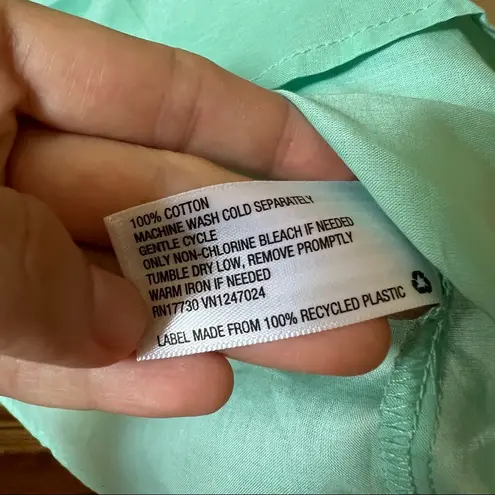 100% COTTON
MACHINE WASH COLD SEPARATELY
GENTLE CYCLE
ONLY NON-CHLORINE BLEACH IF NEEDED
TUMBLE DRY LOW, REMOVE PROMPTLY
WARM IRON IF NEEDED
RN17730 VN1247024
LABEL MADE FROM 100% RECYCLED PLASTIC